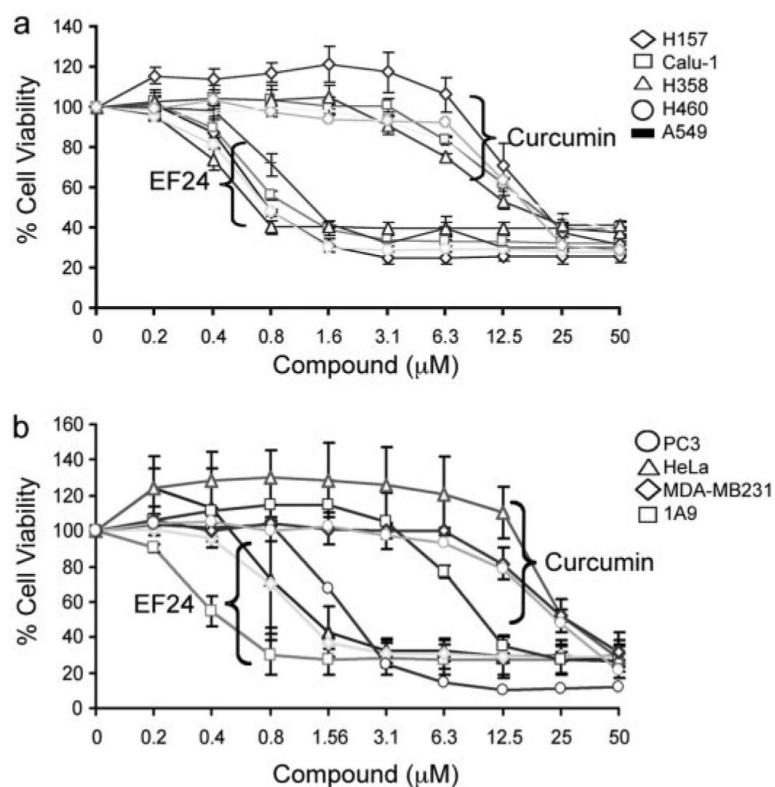 a
% Cell Viability
140
120
100
80
60
40
20
0
EF24
Curcumin
H157
Calu-1
H358
H460
A549
0 0.2 0.4 0.8 1.6 3.1 6.3 12.5 25 50
Compound (μM)
b
% Cell Viability
160
140
120
100
80
60
40
20
0
EF24
Curcumin
PC3
HeLa
MDA-MB231
1A9
0 0.2 0.4 0.8 1.56 3.1 6.3 12.5 25 50
Compound (μM)